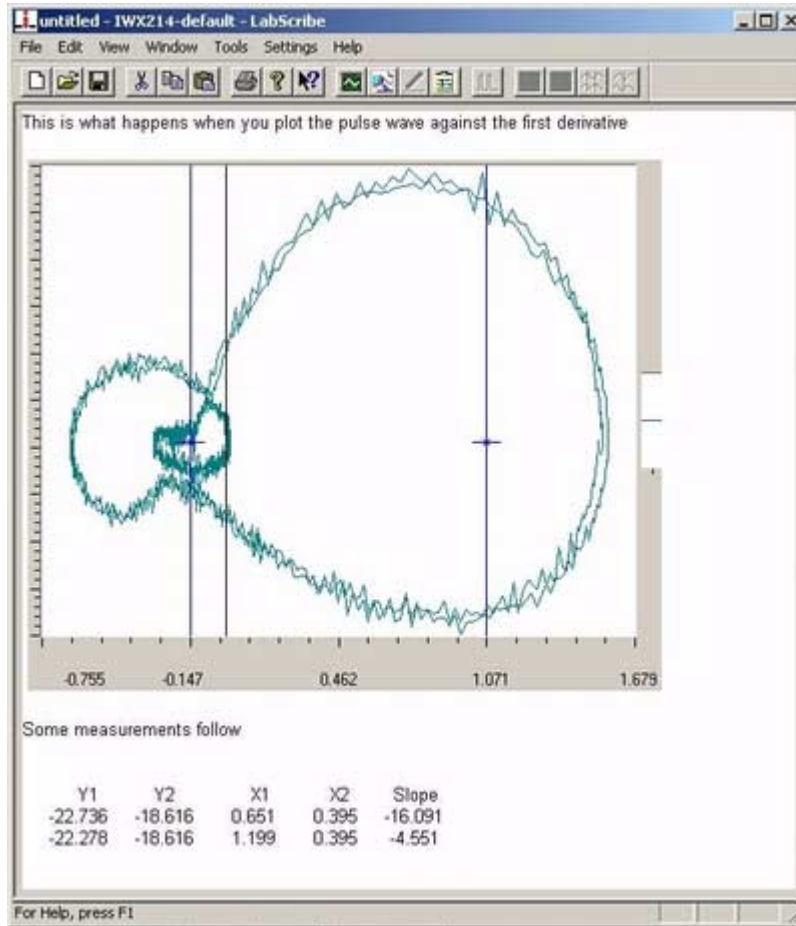 untitled - IWX214-default - LabScribe
File Edit View Window Tools Settings Help
This is what happens when you plot the pulse wave against the first derivative
-0.755 -0.147 0.462 1.071 1.679
Some measurements follow
Y1 Y2 X1 X2 Slope
-22.736 -18.616 0.651 0.395 -16.091
-22.278 -18.616 1.199 0.395 -4.551
For Help, press F1